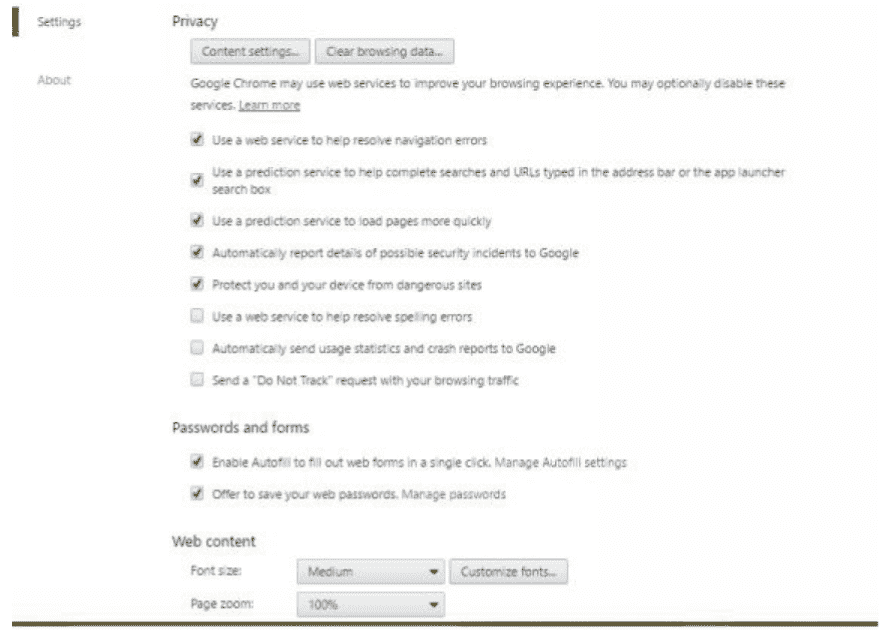 Settings
About
Privacy
Content settings...
Clear browsing data...
Google Chrome may use web services to improve your browsing experience. You may optionally disable these
services. Learn more
Use a web service to help resolve navigation errors
Use a prediction service to help complete searches and URLs typed in the address bar or the app launcher
search box
Use a prediction service to load pages more quickly
Automatically report details of possible security incidents to Google
Protect you and your device from dangerous sites
Use a web service to help resolve spelling errors
Automatically send usage statistics and crash reports to Google
Send a "Do Not Track" request with your browsing traffic
Passwords and forms
Enable Autofill to fill out web forms in a single click. Manage Autofill settings
Offer to save your web passwords. Manage passwords
Web content
Font size:
Medium
Customize fonts...
Page zoom:
100%